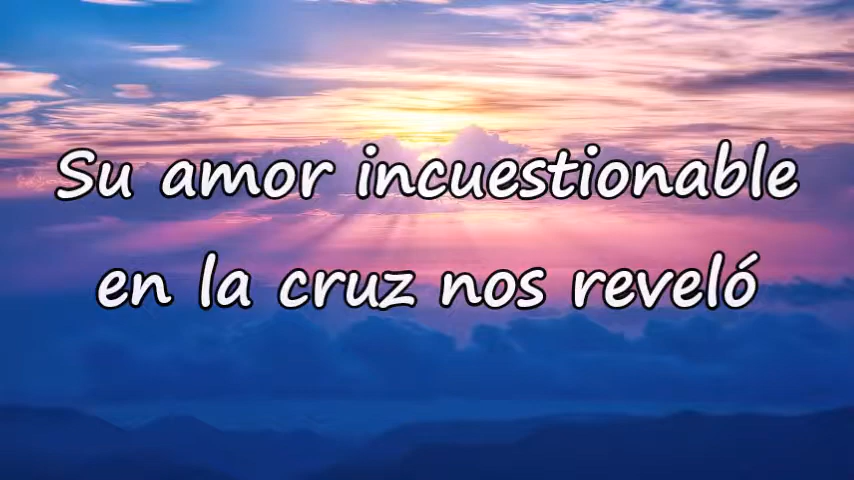 Su amor incuestionable
en la cruz nos reveló